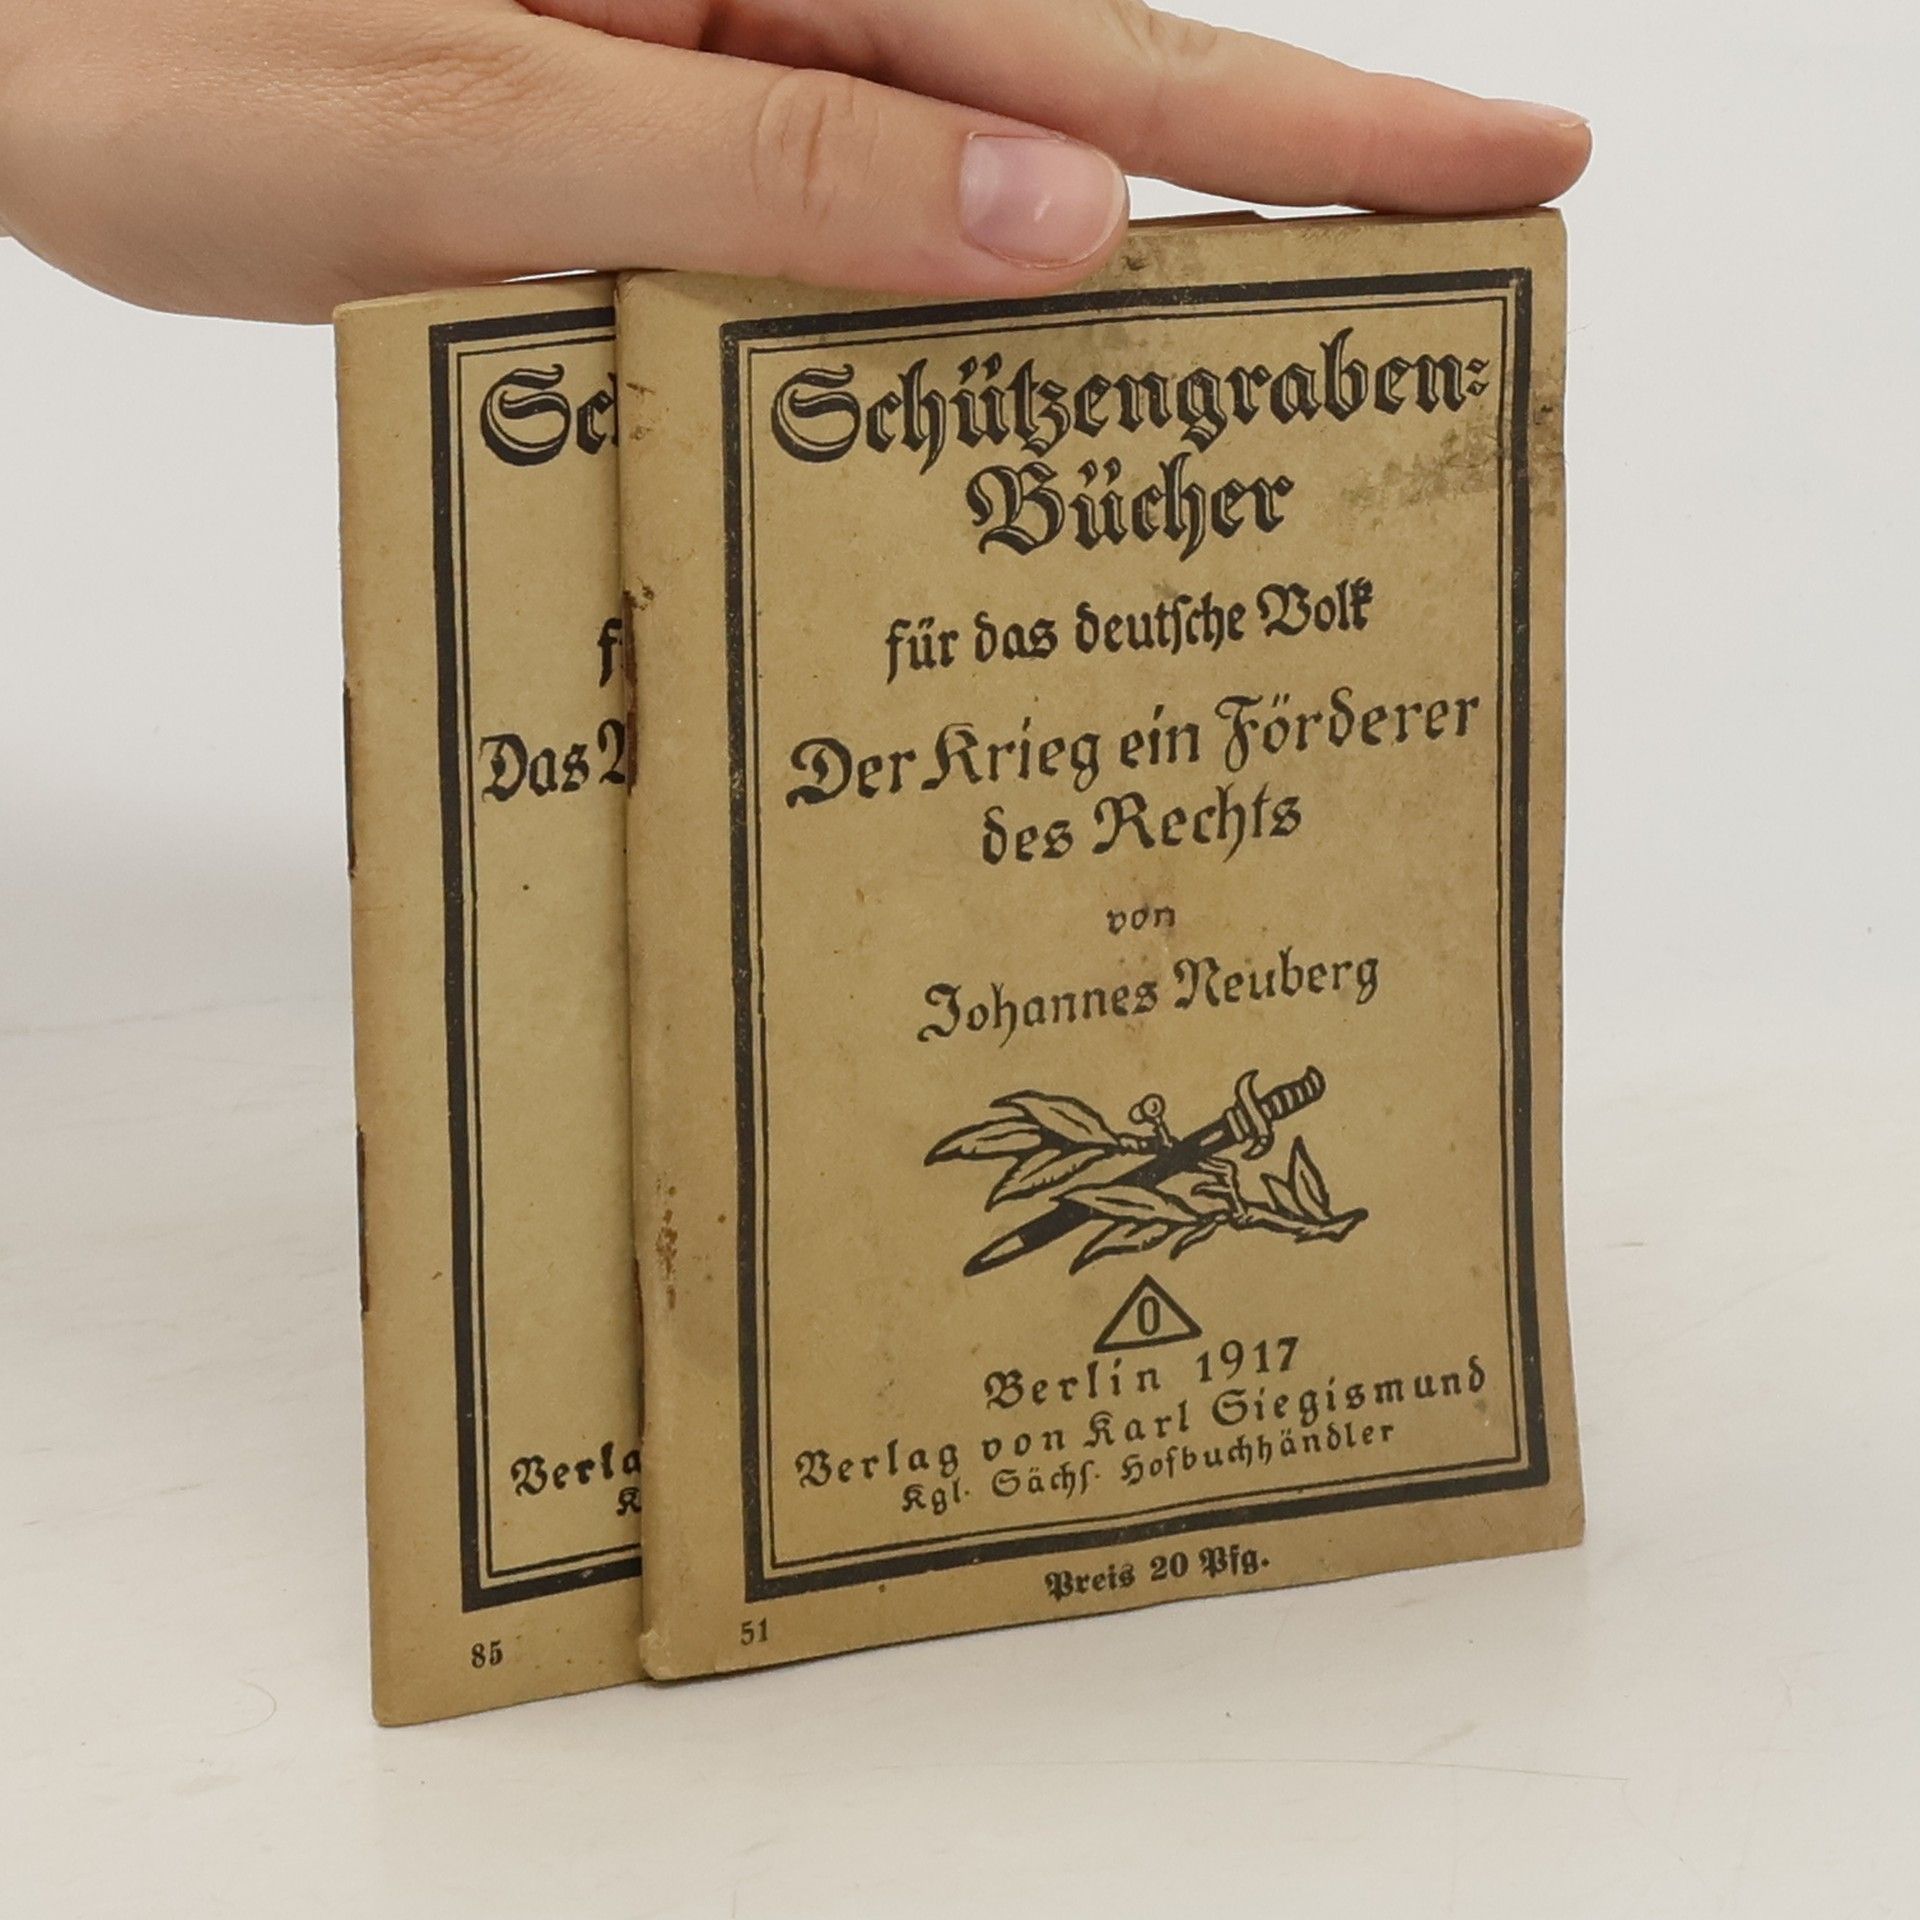 Schützengraben-
Bücher
für das deutsche Volk
Der Krieg ein Förderer
des Rechts
von
Johannes Neuberg
0
Berlin 1917
Verlag von Karl Siegismund
Kgl. Sächs. Hofbuchhändler
Preis 20 Pfg.
51
Das
85